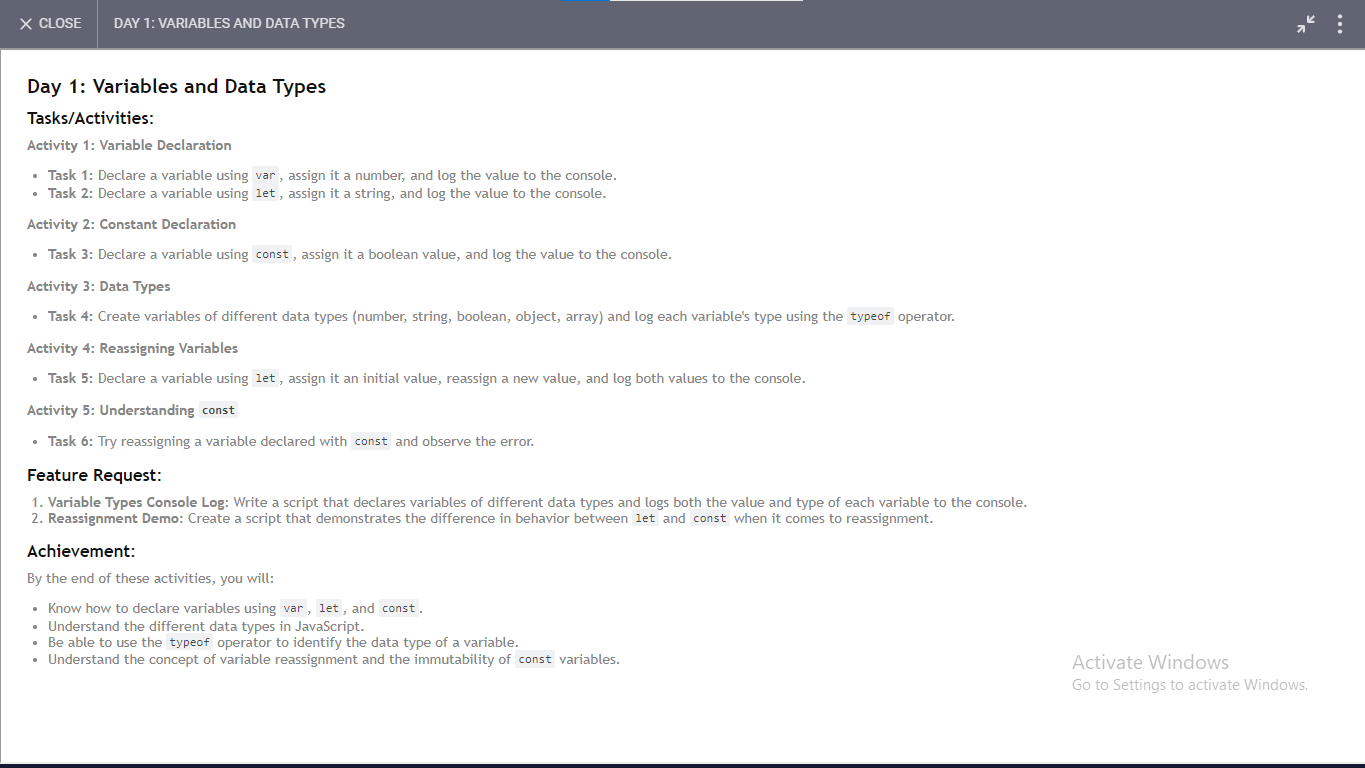 CLOSE
DAY 1: VARIABLES AND DATA TYPES
Day 1: Variables and Data Types
Tasks/Activities:
Activity 1: Variable Declaration
• Task 1: Declare a variable using var, assign it a number, and log the value to the console.
• Task 2: Declare a variable using let, assign it a string, and log the value to the console.
Activity 2: Constant Declaration
• Task 3: Declare a variable using const, assign it a boolean value, and log the value to the console.
Activity 3: Data Types
• Task 4: Create variables of different data types (number, string, boolean, object, array) and log each variable's type using the typeof operator.
Activity 4: Reassigning Variables
• Task 5: Declare a variable using let, assign it an initial value, reassign a new value, and log both values to the console.
Activity 5: Understanding const
• Task 6: Try reassigning a variable declared with const and observe the error.
Feature Request:
1. Variable Types Console Log: Write a script that declares variables of different data types and logs both the value and type of each variable to the console.
2. Reassignment Demo: Create a script that demonstrates the difference in behavior between let and const when it comes to reassignment.
Achievement:
By the end of these activities, you will:
• Know how to declare variables using var, let, and const.
• Understand the different data types in JavaScript.
• Be able to use the typeof operator to identify the data type of a variable.
• Understand the concept of variable reassignment and the immutability of const variables.
Activate Windows
Go to Settings to activate Windows.